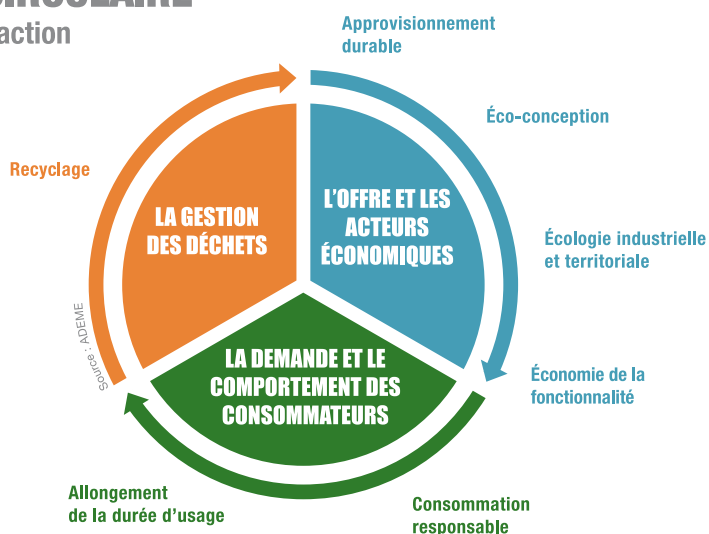 CIRCULAIRE
action
Approvisionnement
durable
Éco-conception
Recyclage
L'OFFRE ET LES
ACTEURS
ÉCONOMIQUES
LA GESTION
DES DÉCHETS
Écologie industrielle
et territoriale
Source : ADEME
LA DEMANDE ET LE
COMPORTEMENT DES
CONSOMMATEURS
Économie de la
fonctionnalité
Allongement
de la durée d'usage
Consommation
responsable